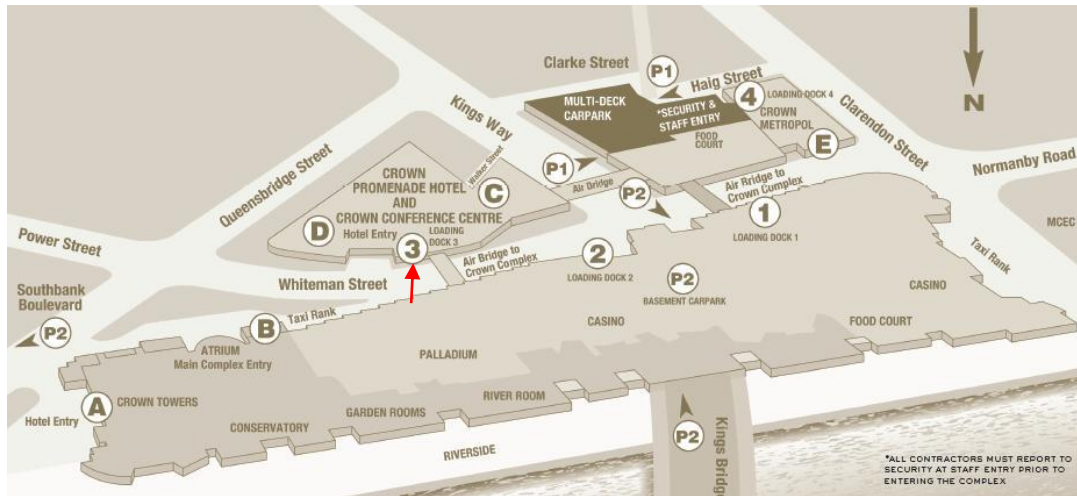 Clarke Street
P1
Haig Street
MULTI-DECK
CARPARK
*SECURITY &
STAFF ENTRY
4
LOADING DOCK 4
CROWN
METROPOL
FOOD
COURT
E
N
Kings Way
Clarendon Street
Normanby Road
Queensbridge Street
Walker Street
P1
Air Bridge
P2
Air Bridge to
Crown Complex
CROWN
PROMENADE HOTEL
AND
CROWN CONFERENCE CENTRE
C
D
Hotel Entry
3
LOADING
DOCK 3
Air Bridge to
Crown Complex
1
LOADING DOCK 1
2
LOADING DOCK 2
MCEC
Taxi Rank
Power Street
Whiteman Street
Southbank
Boulevard
P2
Taxi Rank
B
P2
BASEMENT CARPARK
CASINO
CASINO
FOOD COURT
ATRIUM
Main Complex Entry
PALLADIUM
A
Hotel Entry
CROWN TOWERS
RIVER ROOM
GARDEN ROOMS
CONSERVATORY
RIVERSIDE
P2
Kings Bridge
*ALL CONTRACTORS MUST REPORT TO
SECURITY AT STAFF ENTRY PRIOR TO
ENTERING THE COMPLEX